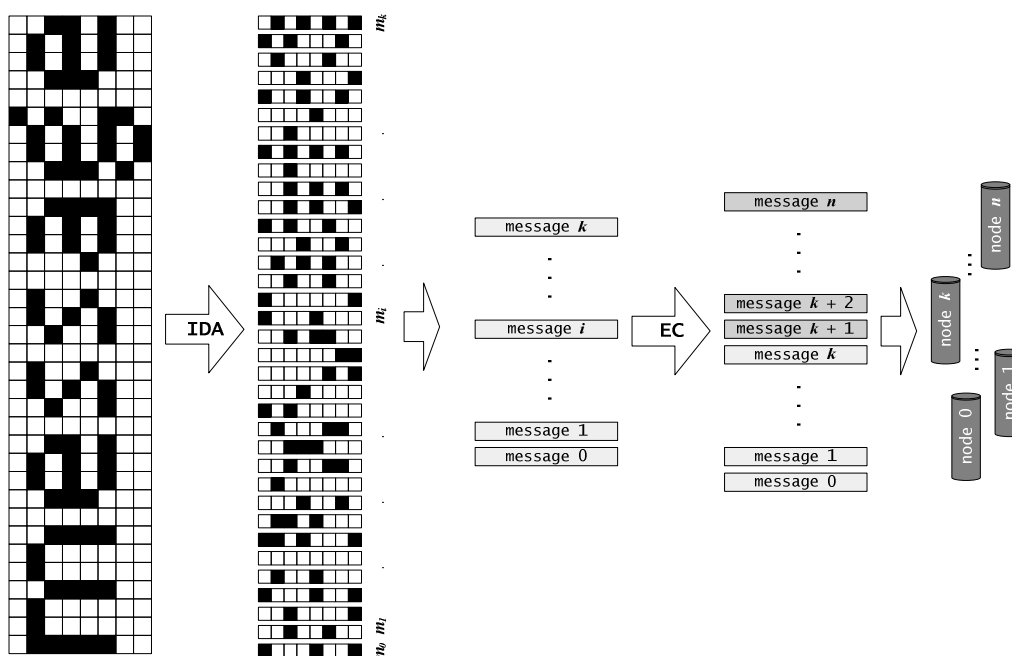 message
IDA
m_k
m_i
m_1
m_0
message k
message i
message 1
message 0
EC
message n
message k + 2
message k + 1
message k
message 1
message 0
node n
node k
node 1
node 0